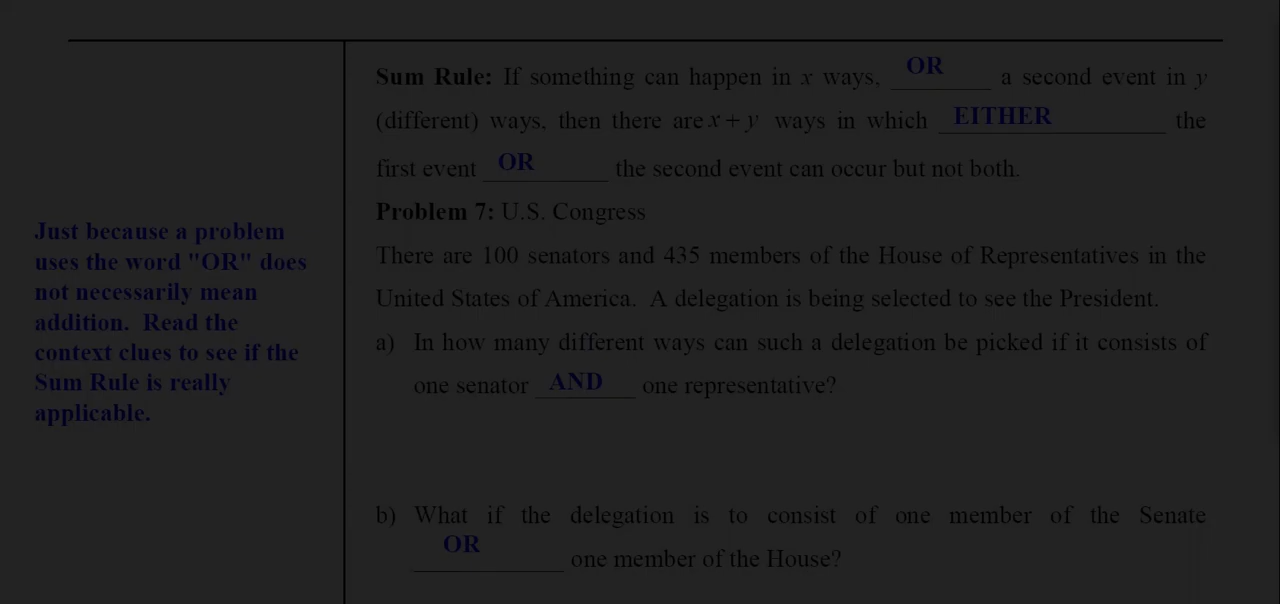 Sum Rule: If something can happen in x ways, OR a second event in y
(different) ways, then there are x + y ways in which EITHER the
first event OR the second event can occur but not both.
Problem 7: U.S. Congress
There are 100 senators and 435 members of the House of Representatives in the
United States of America. A delegation is being selected to see the President.
a) In how many different ways can such a delegation be picked if it consists of
one senator AND one representative?
b) What if the delegation is to consist of one member of the Senate
OR one member of the House?
Just because a problem
uses the word "OR" does
not necessarily mean
addition. Read the
context clues to see if the
Sum Rule is really
applicable.